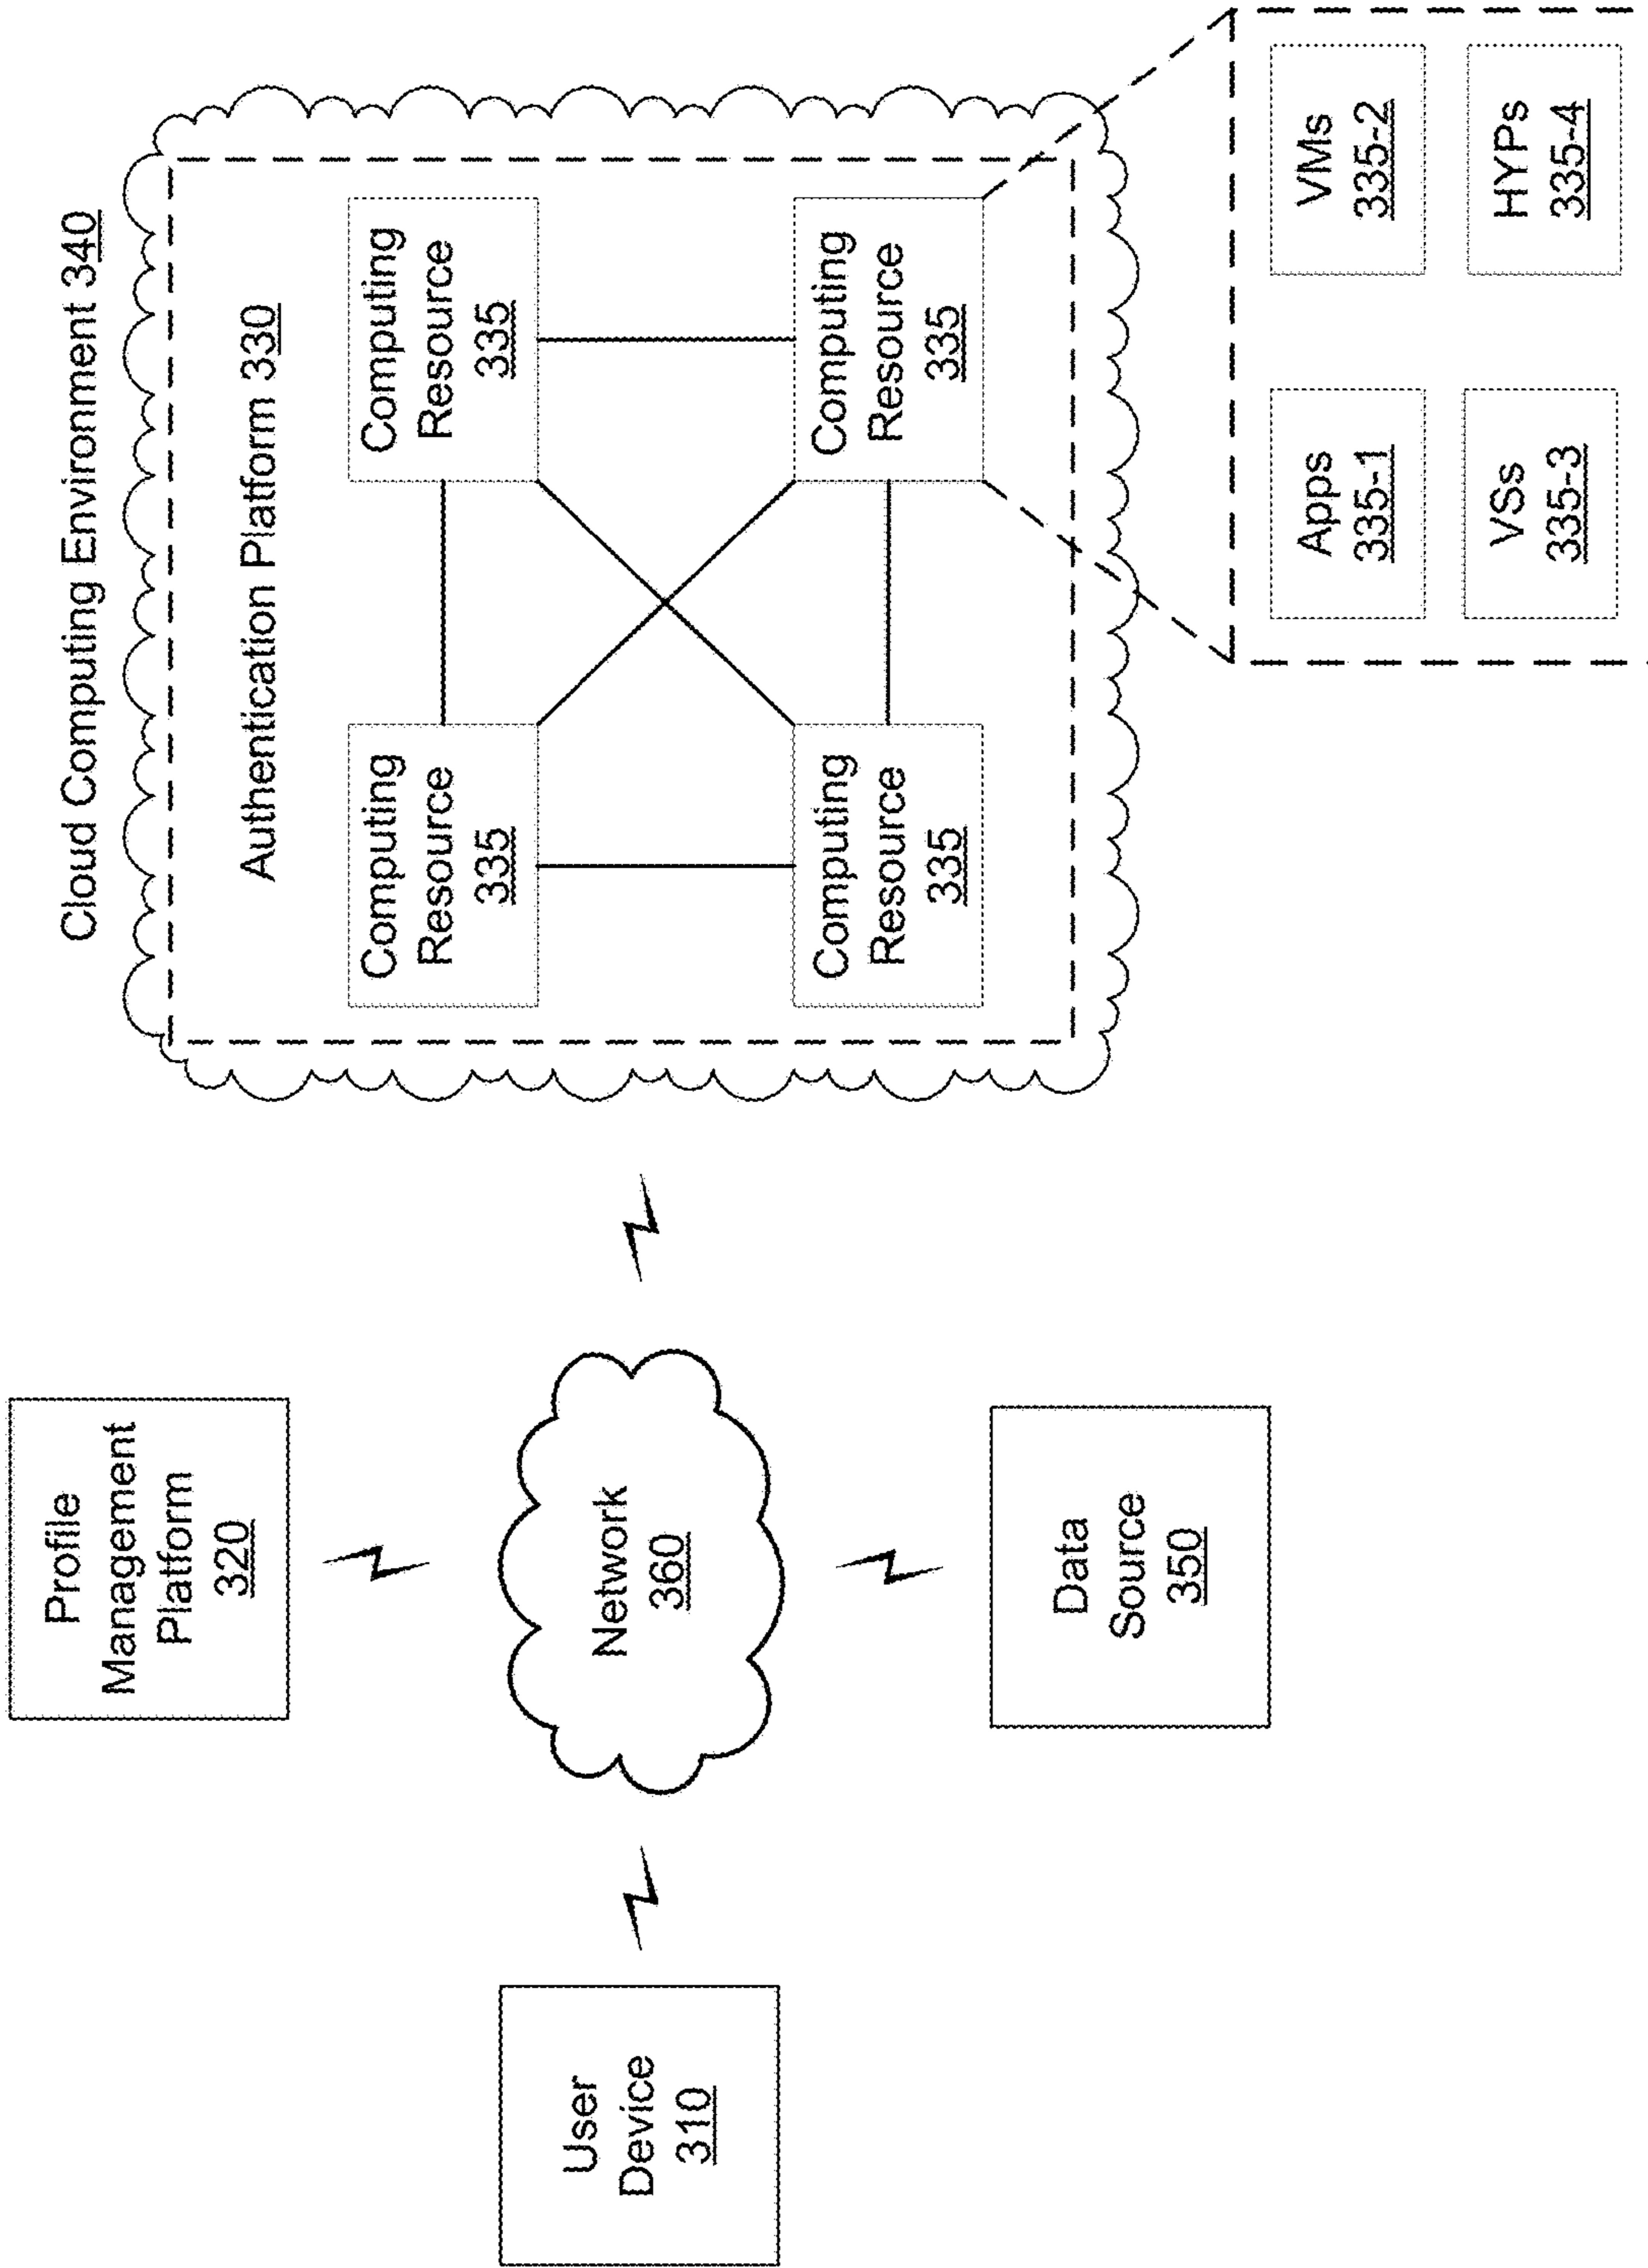 Cloud Computing Environment 340
Authentication Platform 330
Computing
Resource
335
Computing
Resource
335
Computing
Resource
335
Computing
Resource
335
Profile
Management
Platform
320
Network
360
User
Device
310
Data
Source
350
Apps
335-1
VMs
335-2
VSs
335-3
HYPs
335-4